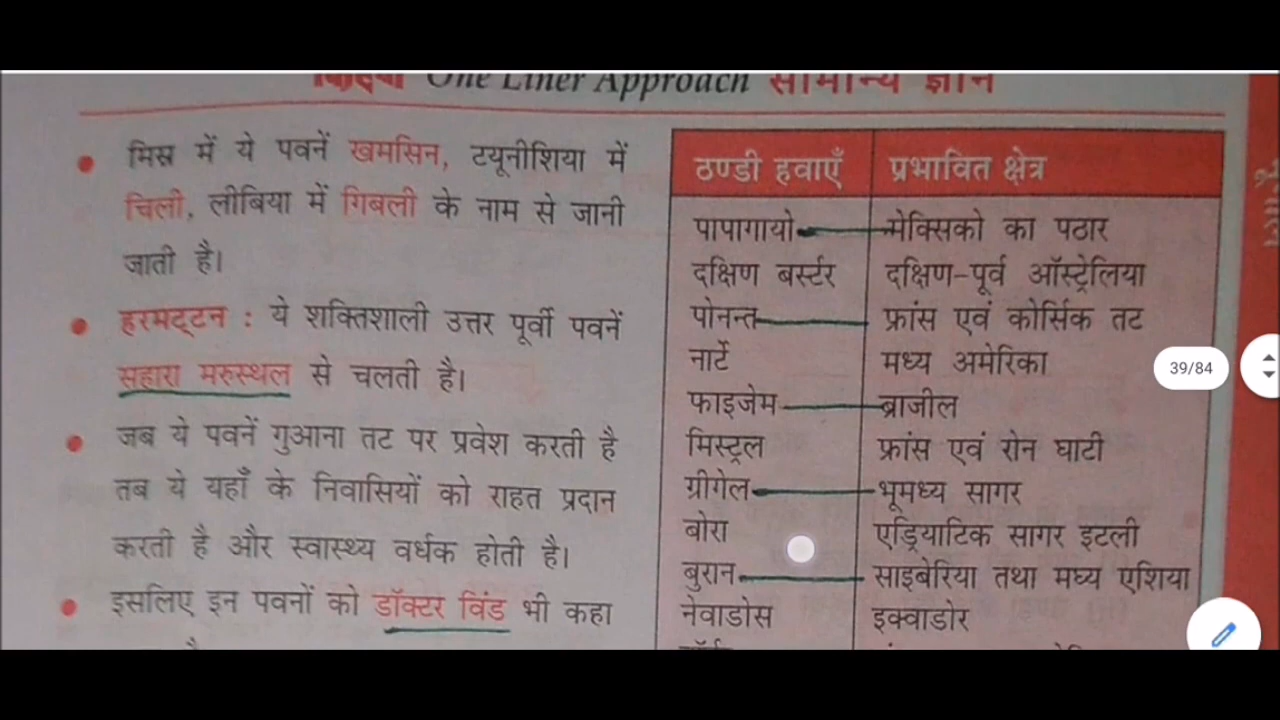 One Liner Approach सामान्य ज्ञान
मिस्र में ये पवनें खमसिन, टयूनीशिया में
चिली, लीबिया में गिबली के नाम से जानी
जाती है।
हरमट्टन : ये शक्तिशाली उत्तर पूर्वी पवनें
सहारा मरुस्थल से चलती है।
जब ये पवनें गुआना तट पर प्रवेश करती है
तब ये यहाँ के निवासियों को राहत प्रदान
करती है और स्वास्थ्य वर्धक होती है।
इसलिए इन पवनों को डॉक्टर विंड भी कहा
ठण्डी हवाएँ प्रभावित क्षेत्र
पापागायो मेक्सिको का पठार
दक्षिण बर्स्टर दक्षिण-पूर्व ऑस्ट्रेलिया
पोनन्त फ्रांस एवं कोर्सिक तट
नार्टे मध्य अमेरिका
फाइजेम ब्राजील
मिस्ट्रल फ्रांस एवं रोन घाटी
ग्रीगेल भूमध्य सागर
बोरा एड्रियाटिक सागर इटली
बुरान साइबेरिया तथा मघ्य एशिया
नेवाडोस इक्वाडोर
39/84